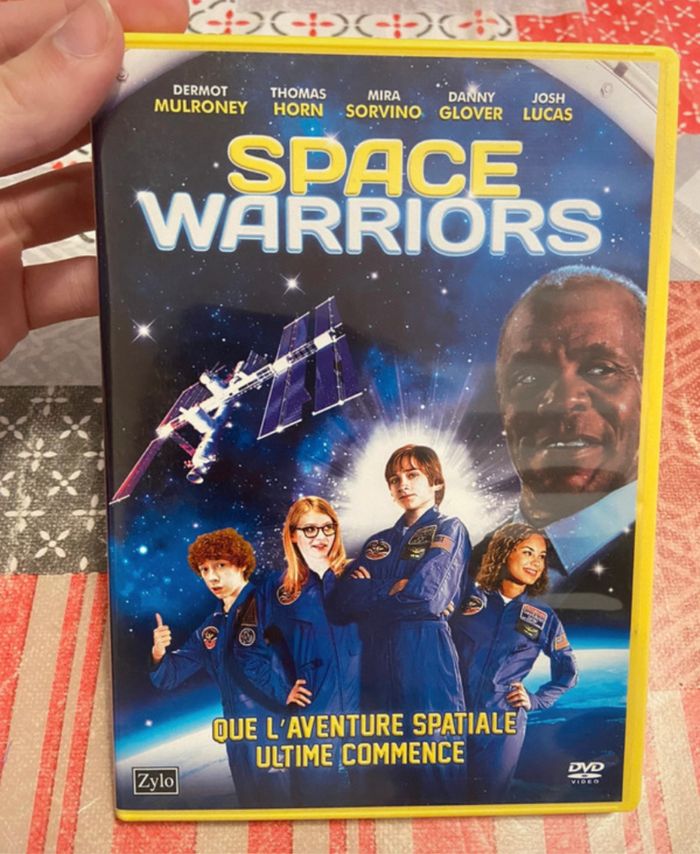 DERMOT THOMAS MIRA DANNY JOSH
MULRONEY HORN SORVINO GLOVER LUCAS
SPACE
WARRIORS
QUE L'AVENTURE SPATIALE
ULTIME COMMENCE
Zylo
DVD
VIDEO